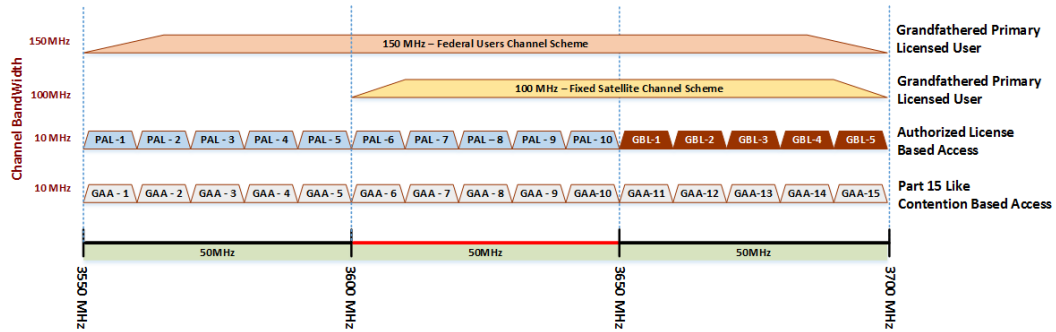 Channel BandWidth
150MHz
150 MHz – Federal Users Channel Scheme
Grandfathered Primary
Licensed User
100MHz
100 MHz – Fixed Satellite Channel Scheme
Grandfathered Primary
Licensed User
10 MHz
PAL -1 PAL - 2 PAL - 3 PAL - 4 PAL - 5 PAL -6 PAL - 7 PAL – 8 PAL - 9 PAL - 10 GBL-1 GBL-2 GBL-3 GBL-4 GBL-5
Authorized License
Based Access
10 MHz
GAA - 1 GAA - 2 GAA - 3 GAA - 4 GAA - 5 GAA - 6 GAA - 7 GAA - 8 GAA - 9 GAA-10 GAA-11 GAA-12 GAA-13 GAA-14 GAA-15
Part 15 Like
Contention Based Access
50MHz 50MHz 50MHz
3550 MHz 3600 MHz 3650 MHz 3700 MHz